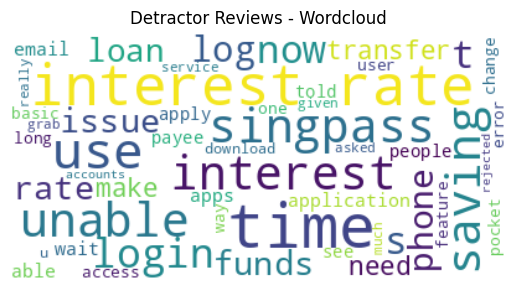 Detractor Reviews - Wordcloud
email
loan
log
now
transfer
t
change
really
service
user
interest rate
basic
issue
apply
told
one
given
singpass
error
grab
long
use
payee
download
asked
people
saving
rejected
accounts
interest
rate
make
apps
way
application
phone
feature
pocket
unable
time
s
much
u
wait
login
funds
see
need
able
access